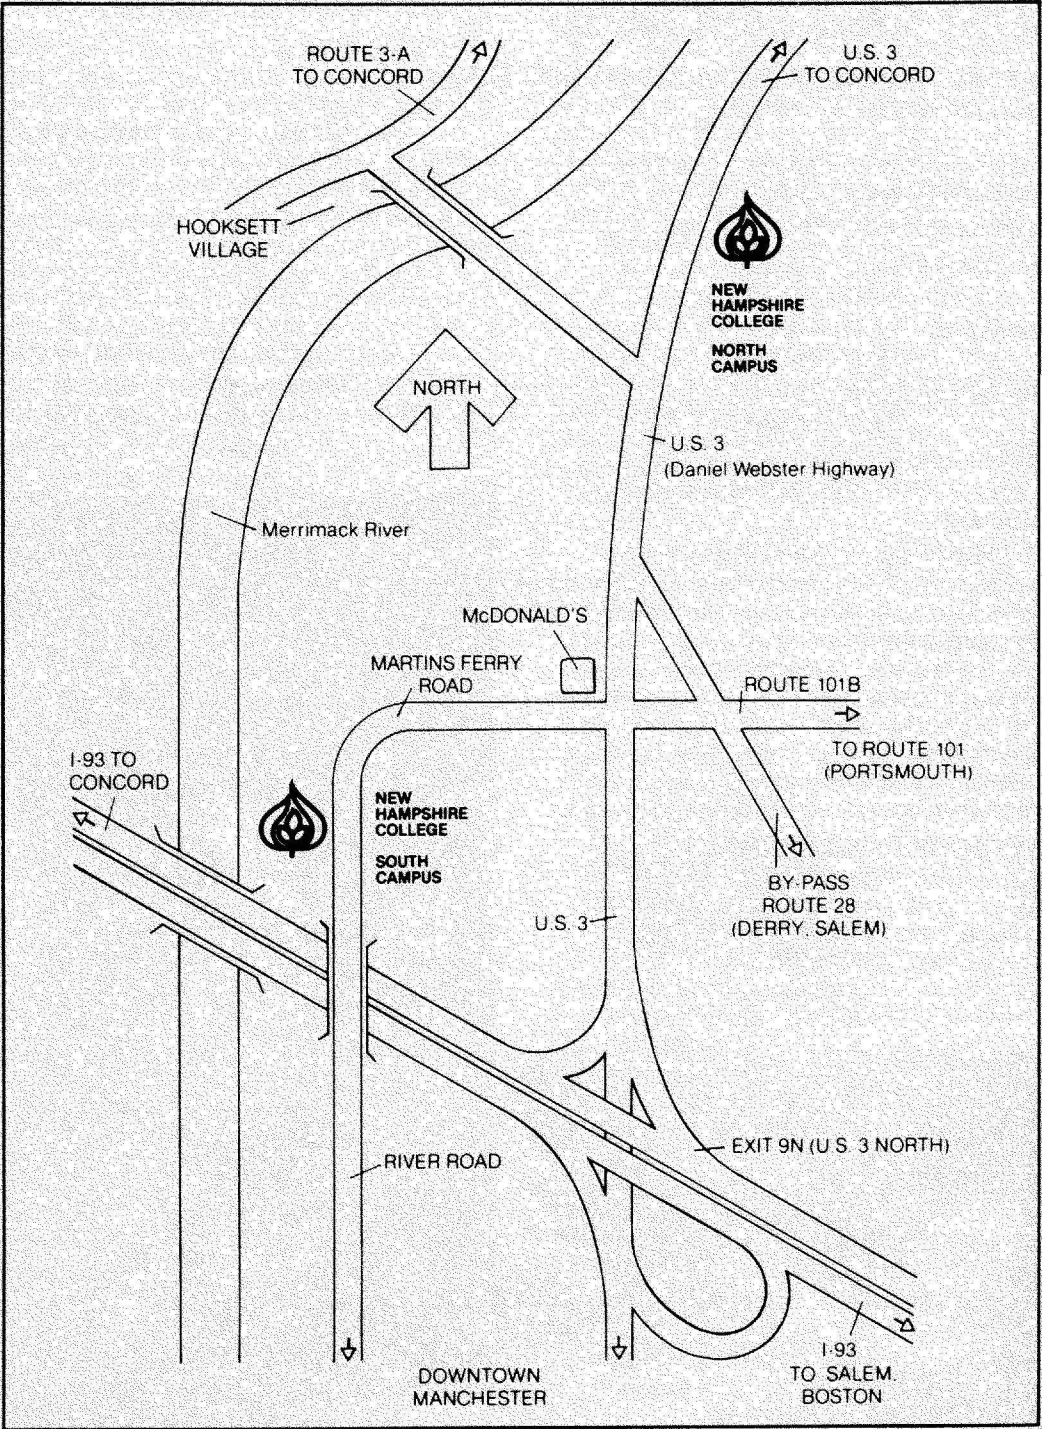 ROUTE 3-A
TO CONCORD
U.S. 3
TO CONCORD
HOOKSETT
VILLAGE
NEW
HAMPSHIRE
COLLEGE
NORTH
CAMPUS
NORTH
U.S. 3
(Daniel Webster Highway)
Merrimack River
McDONALD'S
MARTINS FERRY
ROAD
ROUTE 101B
TO ROUTE 101
(PORTSMOUTH)
I-93 TO
CONCORD
NEW
HAMPSHIRE
COLLEGE
SOUTH
CAMPUS
BY-PASS
ROUTE 28
(DERRY, SALEM)
U.S. 3
EXIT 9N (U.S. 3 NORTH)
RIVER ROAD
I-93
TO SALEM,
BOSTON
DOWNTOWN
MANCHESTER